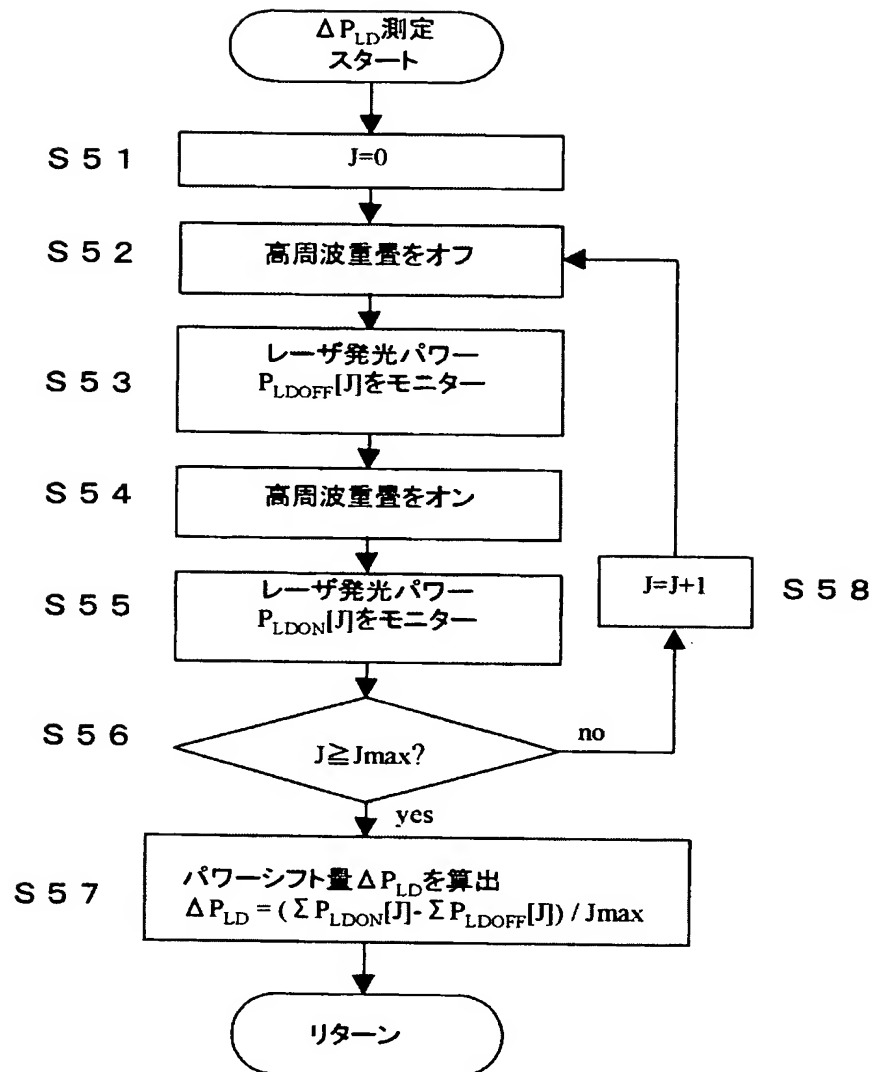 ΔP_LD測定
スタート
S51
J=0
S52
高周波重畳をオフ
S53
レーザ発光パワー
P_LDOFF[J]をモニター
S54
高周波重畳をオン
S55
レーザ発光パワー
P_LDON[J]をモニター
J=J+1
S58
S56
J≧Jmax?
no
yes
S57
パワーシフト量ΔP_LDを算出
ΔP_LD = (ΣP_LDON[J]-ΣP_LDOFF[J]) / Jmax
リターン